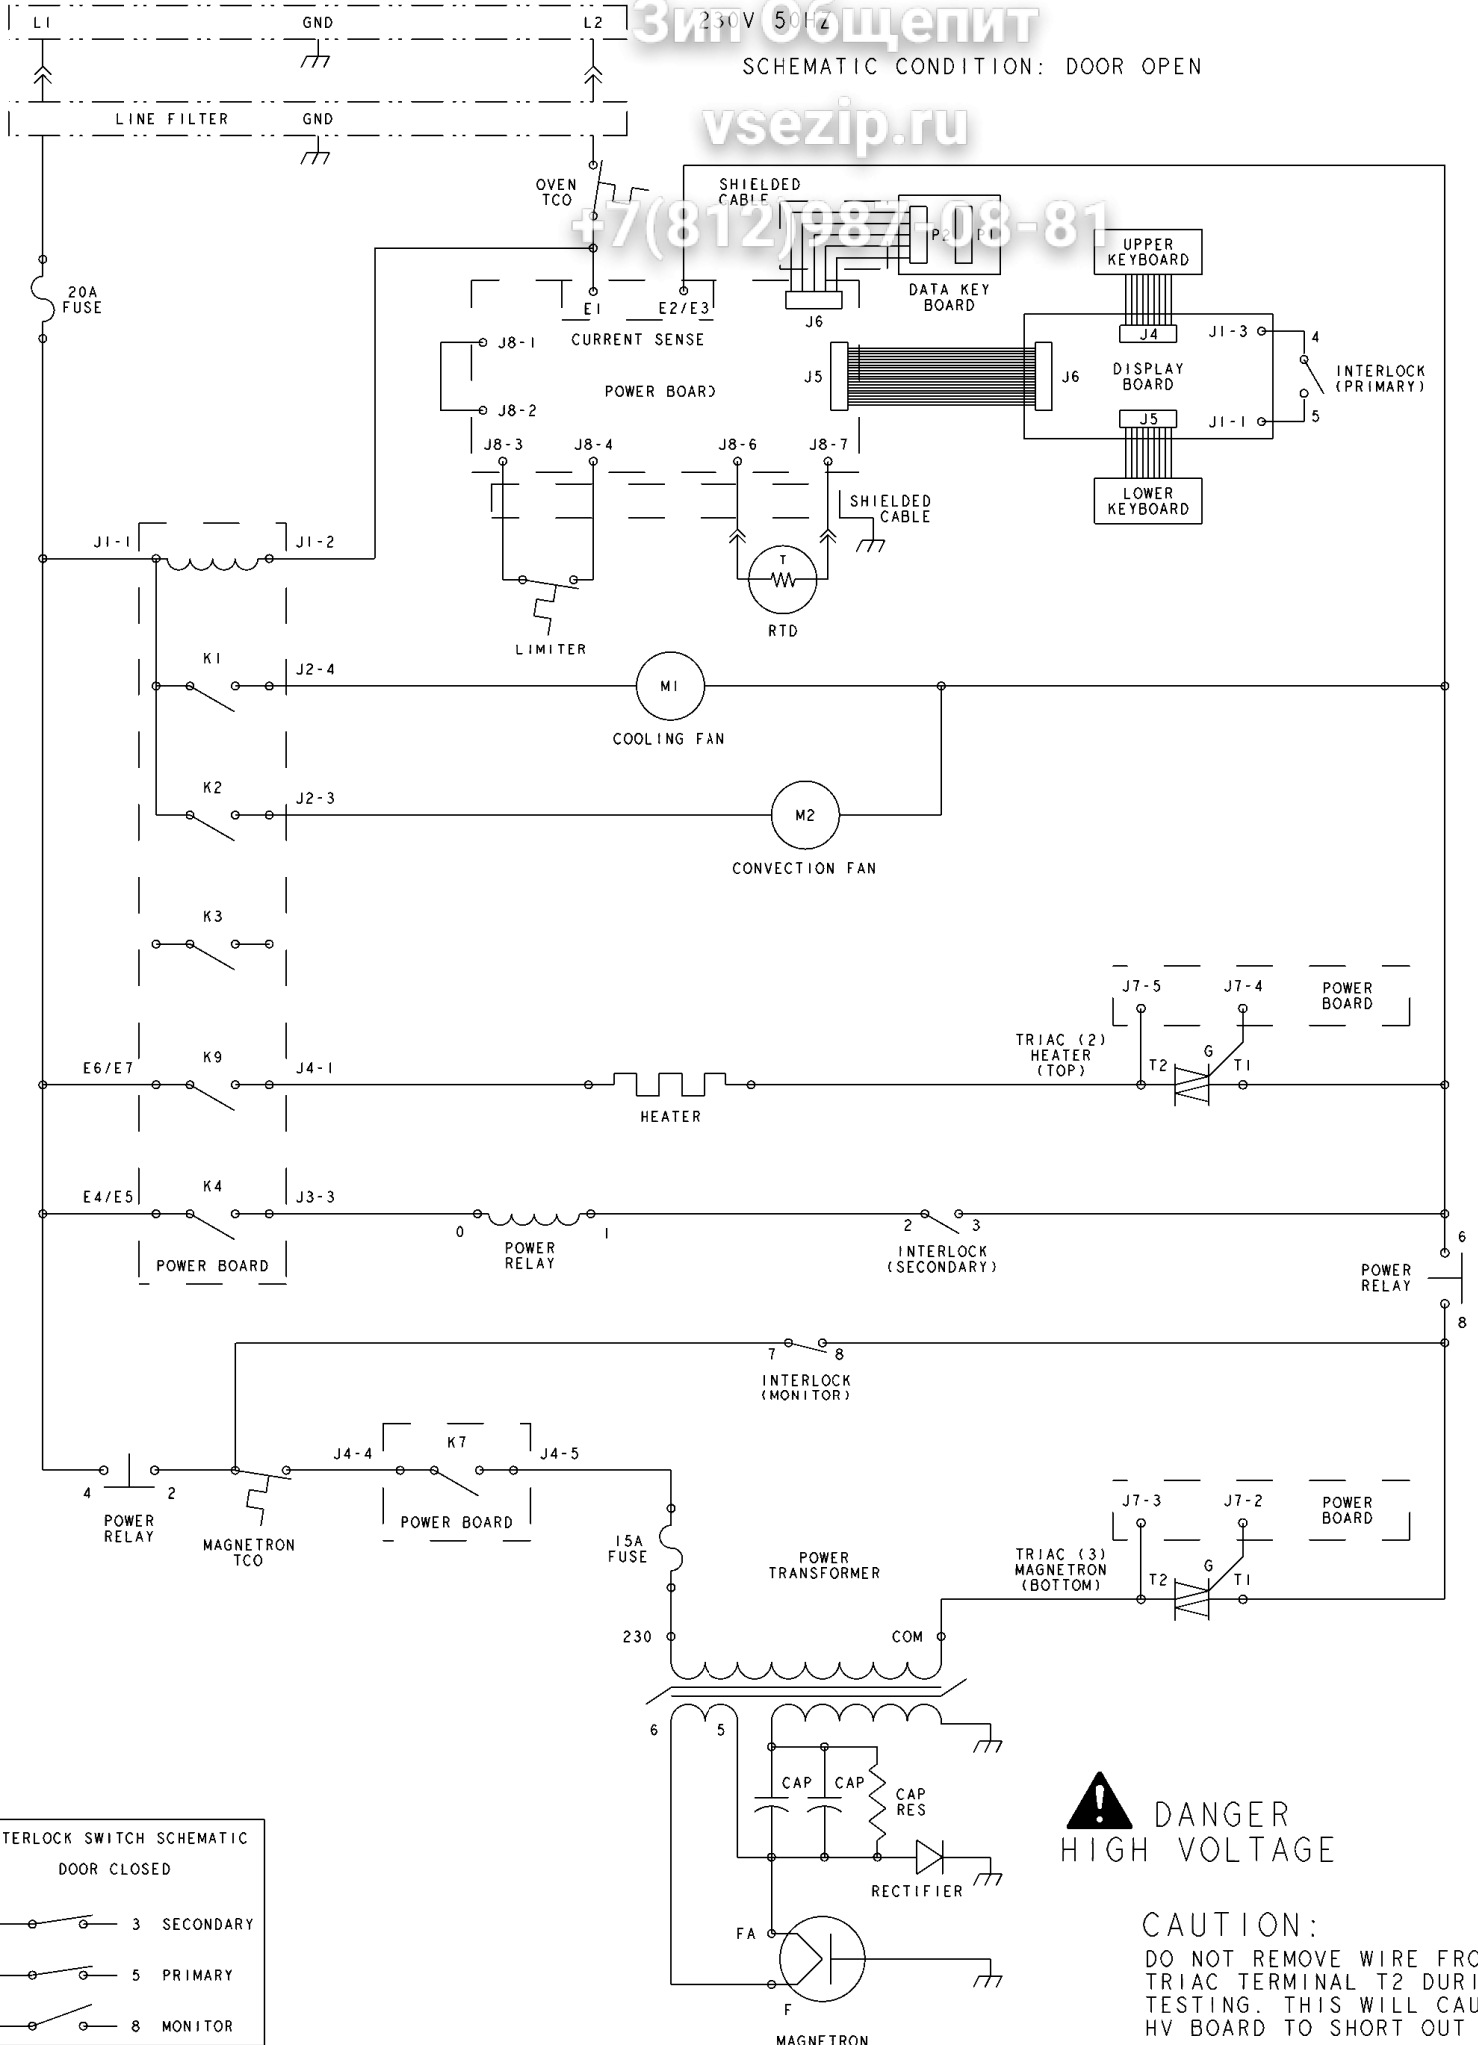 L1 GND L2
230V 50HZ
Зип Общепит
SCHEMATIC CONDITION: DOOR OPEN
LINE FILTER GND
vsezip.ru
OVEN
TCO
SHIELDED
CABLE
+7(812)987-08-81
P2 P1
UPPER
KEYBOARD
20A
FUSE
DATA KEY
BOARD
E1 E2/E3
J6
J4 J1-3 4
J8-1 CURRENT SENSE
DISPLAY
BOARD
INTERLOCK
(PRIMARY)
J5 J6
POWER BOARD
J8-2
J5 J1-1 5
J8-3 J8-4 J8-6 J8-7
LOWER
KEYBOARD
SHIELDED
CABLE
J1-1 J1-2
T
RTD
LIMITER
K1 J2-4
M1
COOLING FAN
K2 J2-3
M2
CONVECTION FAN
K3
J7-5 J7-4 POWER
BOARD
TRIAC (2)
HEATER
(TOP)
E6/E7 K9 J4-1
T2 G T1
HEATER
E4/E5 K4 J3-3
0 1 2 3
POWER
RELAY
INTERLOCK
(SECONDARY)
POWER BOARD
6
POWER
RELAY
8
7 8
INTERLOCK
(MONITOR)
J4-4 K7 J4-5
4 2
POWER
RELAY
MAGNETRON
TCO
POWER BOARD
J7-3 J7-2 POWER
BOARD
15A
FUSE
POWER
TRANSFORMER
TRIAC (3)
MAGNETRON
(BOTTOM)
T2 G T1
230 COM
6 5
CAP CAP CAP
RES
DANGER
HIGH VOLTAGE
RECTIFIER
TERLOCK SWITCH SCHEMATIC
DOOR CLOSED
3 SECONDARY
5 PRIMARY
8 MONITOR
FA
F
MAGNETRON
CAUTION:
DO NOT REMOVE WIRE FRO
TRIAC TERMINAL T2 DURI
TESTING. THIS WILL CAU
HV BOARD TO SHORT OUT